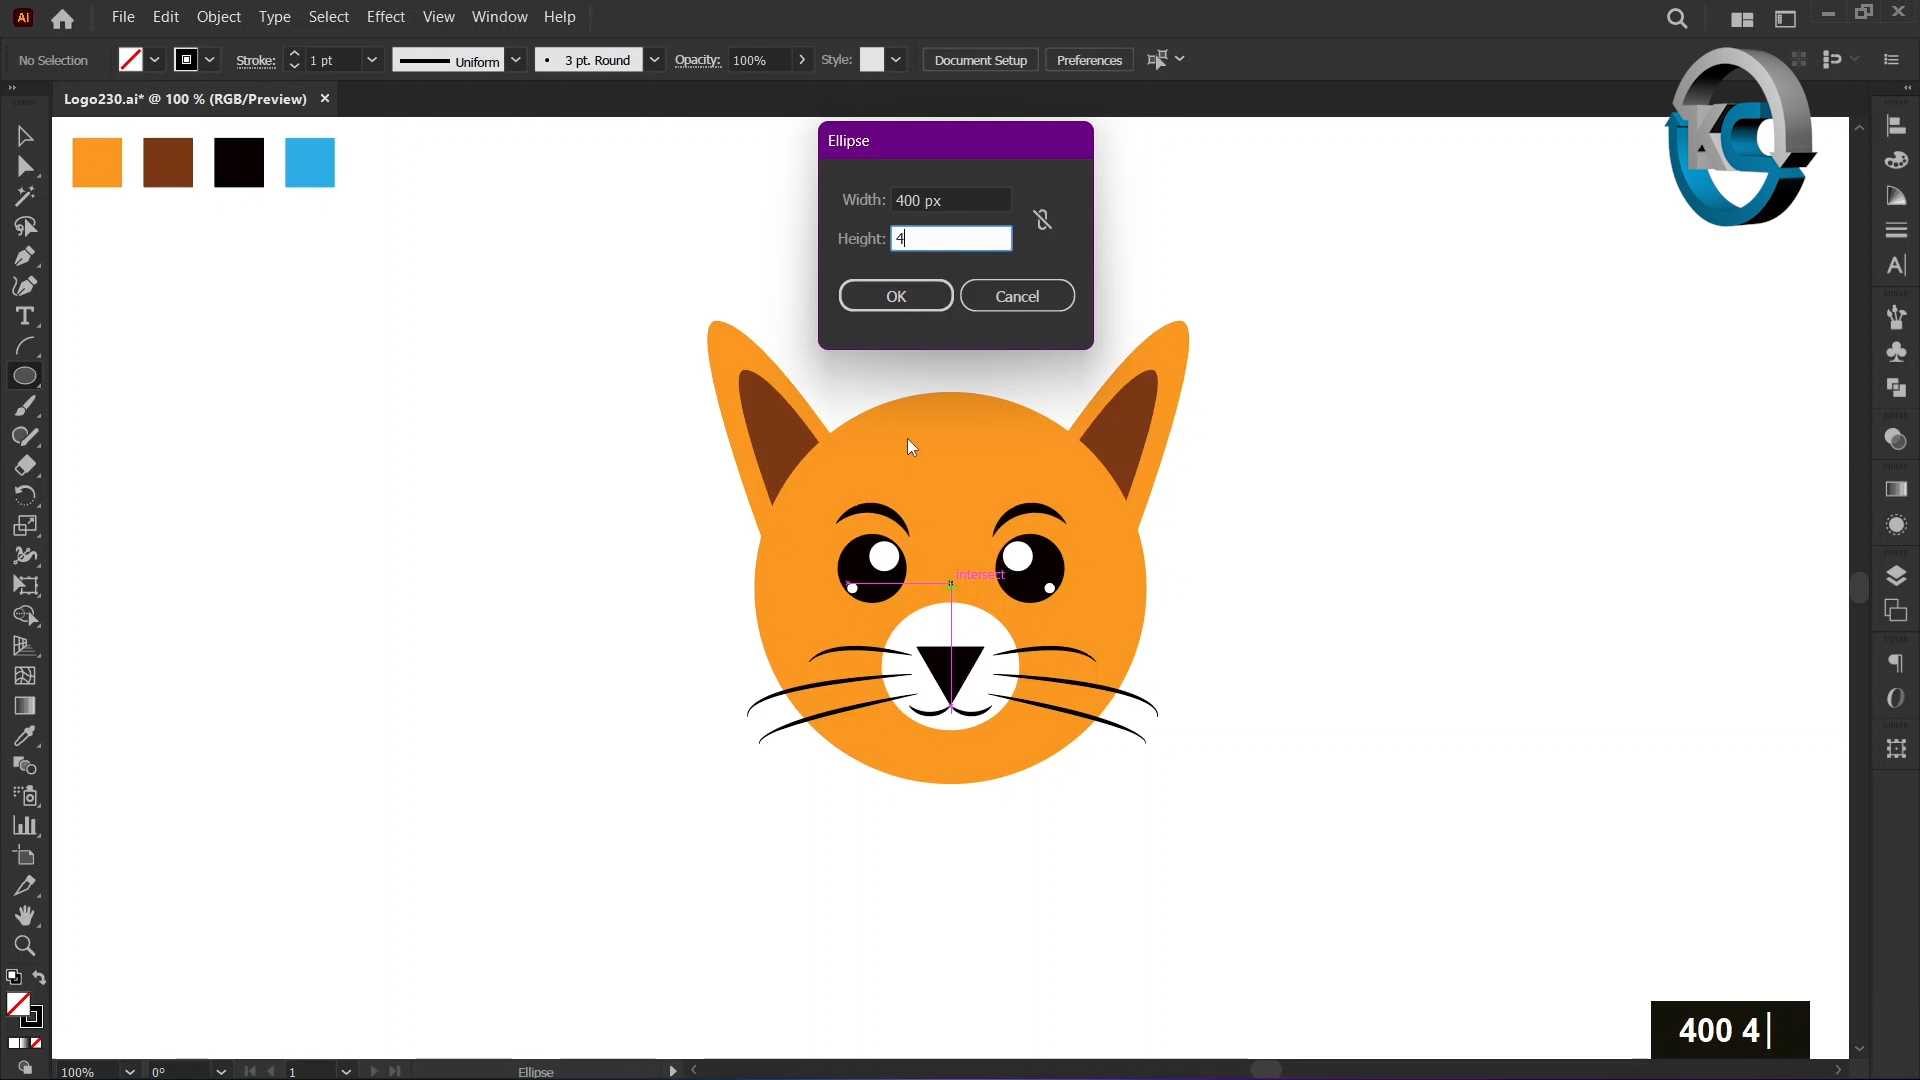 Ai File Edit Object Type Select Effect View Window Help
No Selection Stroke: 1 pt Uniform 3 pt. Round Opacity: 100% Style: Document Setup Preferences
Logo230.ai* @ 100 % (RGB/Preview) ×
KC
Ellipse
Width: 400 px
Height: 4
OK Cancel
intersect
400 4
100% 0° 1 Ellipse